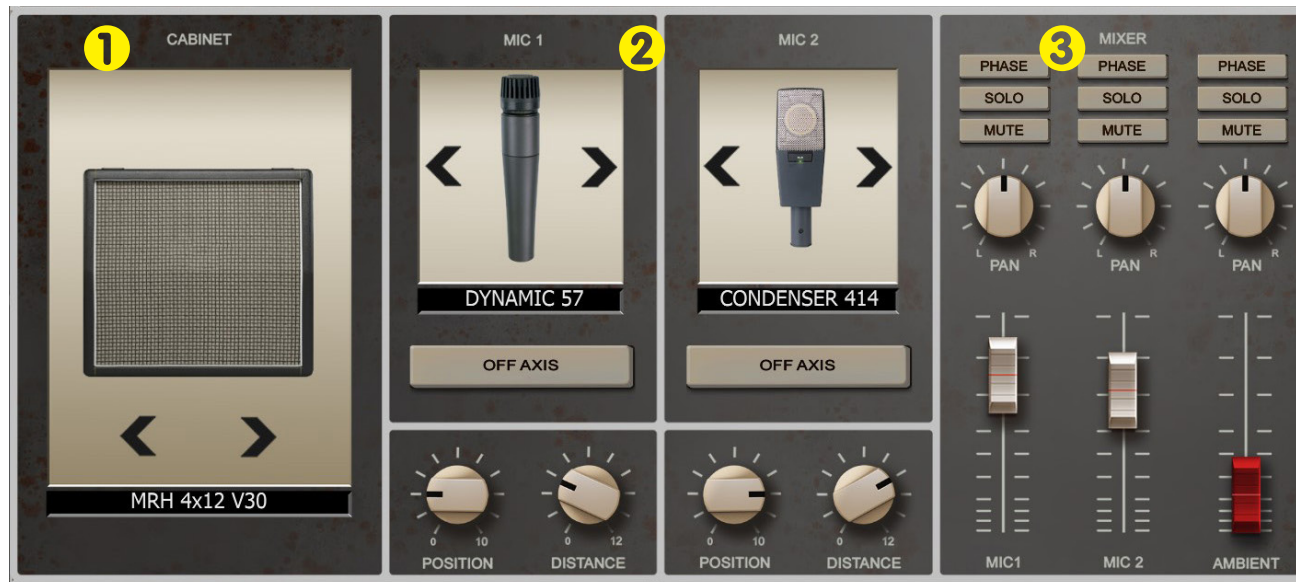 1
CABINET
MRH 4x12 V30
MIC 1
2
DYNAMIC 57
OFF AXIS
0 10
POSITION
0 12
DISTANCE
MIC 2
CONDENSER 414
OFF AXIS
0 10
POSITION
0 12
DISTANCE
MIXER
3
PHASE PHASE PHASE
SOLO SOLO SOLO
MUTE MUTE MUTE
L R L R L R
PAN PAN PAN
MIC1 MIC 2 AMBIENT